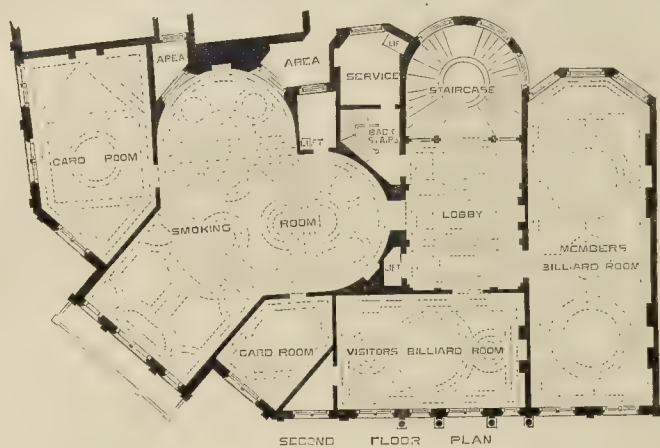 AREA
AREA
LIF
SERVICE
STAIRCASE
CARD ROOM
LIFT
BACK
STAIRS
SMOKING ROOM
LOBBY
MEMBERS
BILLIARD ROOM
LIFT
CARD ROOM
VISITORS BILLIARD ROOM
SECOND FLOOR PLAN